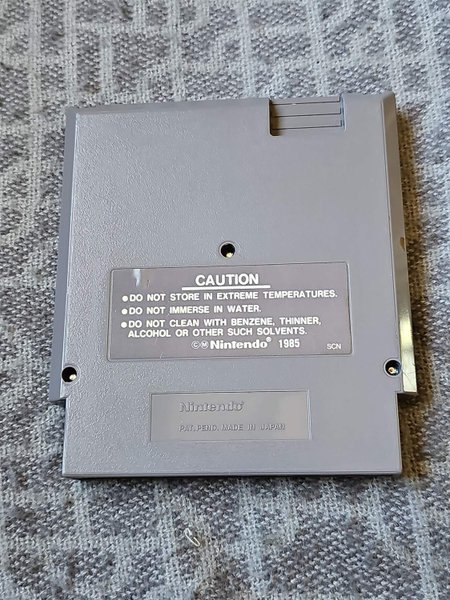 CAUTION
●DO NOT STORE IN EXTREME TEMPERATURES.
●DO NOT IMMERSE IN WATER.
●DO NOT CLEAN WITH BENZENE, THINNER,
ALCOHOL OR OTHER SUCH SOLVENTS.
©Ⓜ Nintendo® 1985 SCN
Nintendo®
PAT. PEND. MADE IN JAPAN